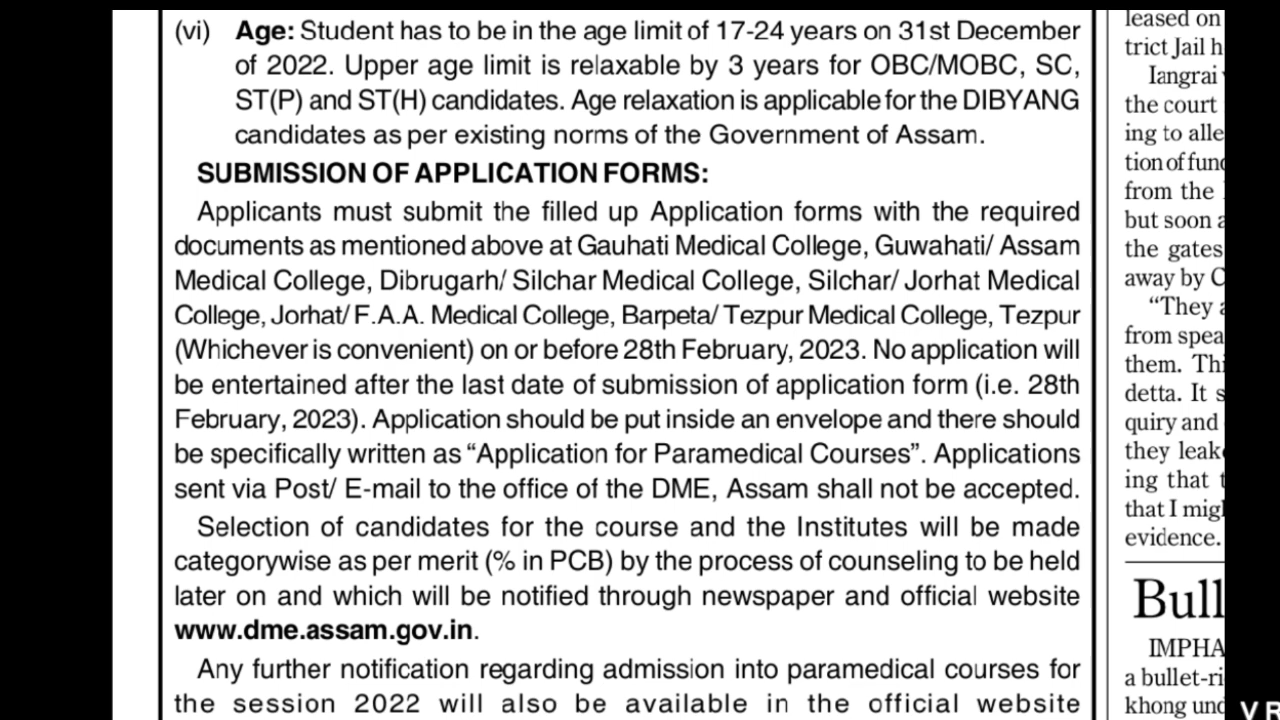 (vi) Age: Student has to be in the age limit of 17-24 years on 31st December
of 2022. Upper age limit is relaxable by 3 years for OBC/MOBC, SC,
ST(P) and ST(H) candidates. Age relaxation is applicable for the DIBYANG
candidates as per existing norms of the Government of Assam.
SUBMISSION OF APPLICATION FORMS:
Applicants must submit the filled up Application forms with the required
documents as mentioned above at Gauhati Medical College, Guwahati/ Assam
Medical College, Dibrugarh/ Silchar Medical College, Silchar/ Jorhat Medical
College, Jorhat/ F.A.A. Medical College, Barpeta/ Tezpur Medical College, Tezpur
(Whichever is convenient) on or before 28th February, 2023. No application will
be entertained after the last date of submission of application form (i.e. 28th
February, 2023). Application should be put inside an envelope and there should
be specifically written as “Application for Paramedical Courses”. Applications
sent via Post/ E-mail to the office of the DME, Assam shall not be accepted.
Selection of candidates for the course and the Institutes will be made
categorywise as per merit (% in PCB) by the process of counseling to be held
later on and which will be notified through newspaper and official website
www.dme.assam.gov.in.
Any further notification regarding admission into paramedical courses for
the session 2022 will also be available in the official website
leased on
trict Jail h
Iangrai
the court
ing to alle
tion of fun
from the
but soon a
the gates
away by C
“They a
from spea
them. Thi
detta. It s
quiry and
they leak
ing that t
that I mig
evidence.
Bull
IMPHA
a bullet-ri
khong und
V R